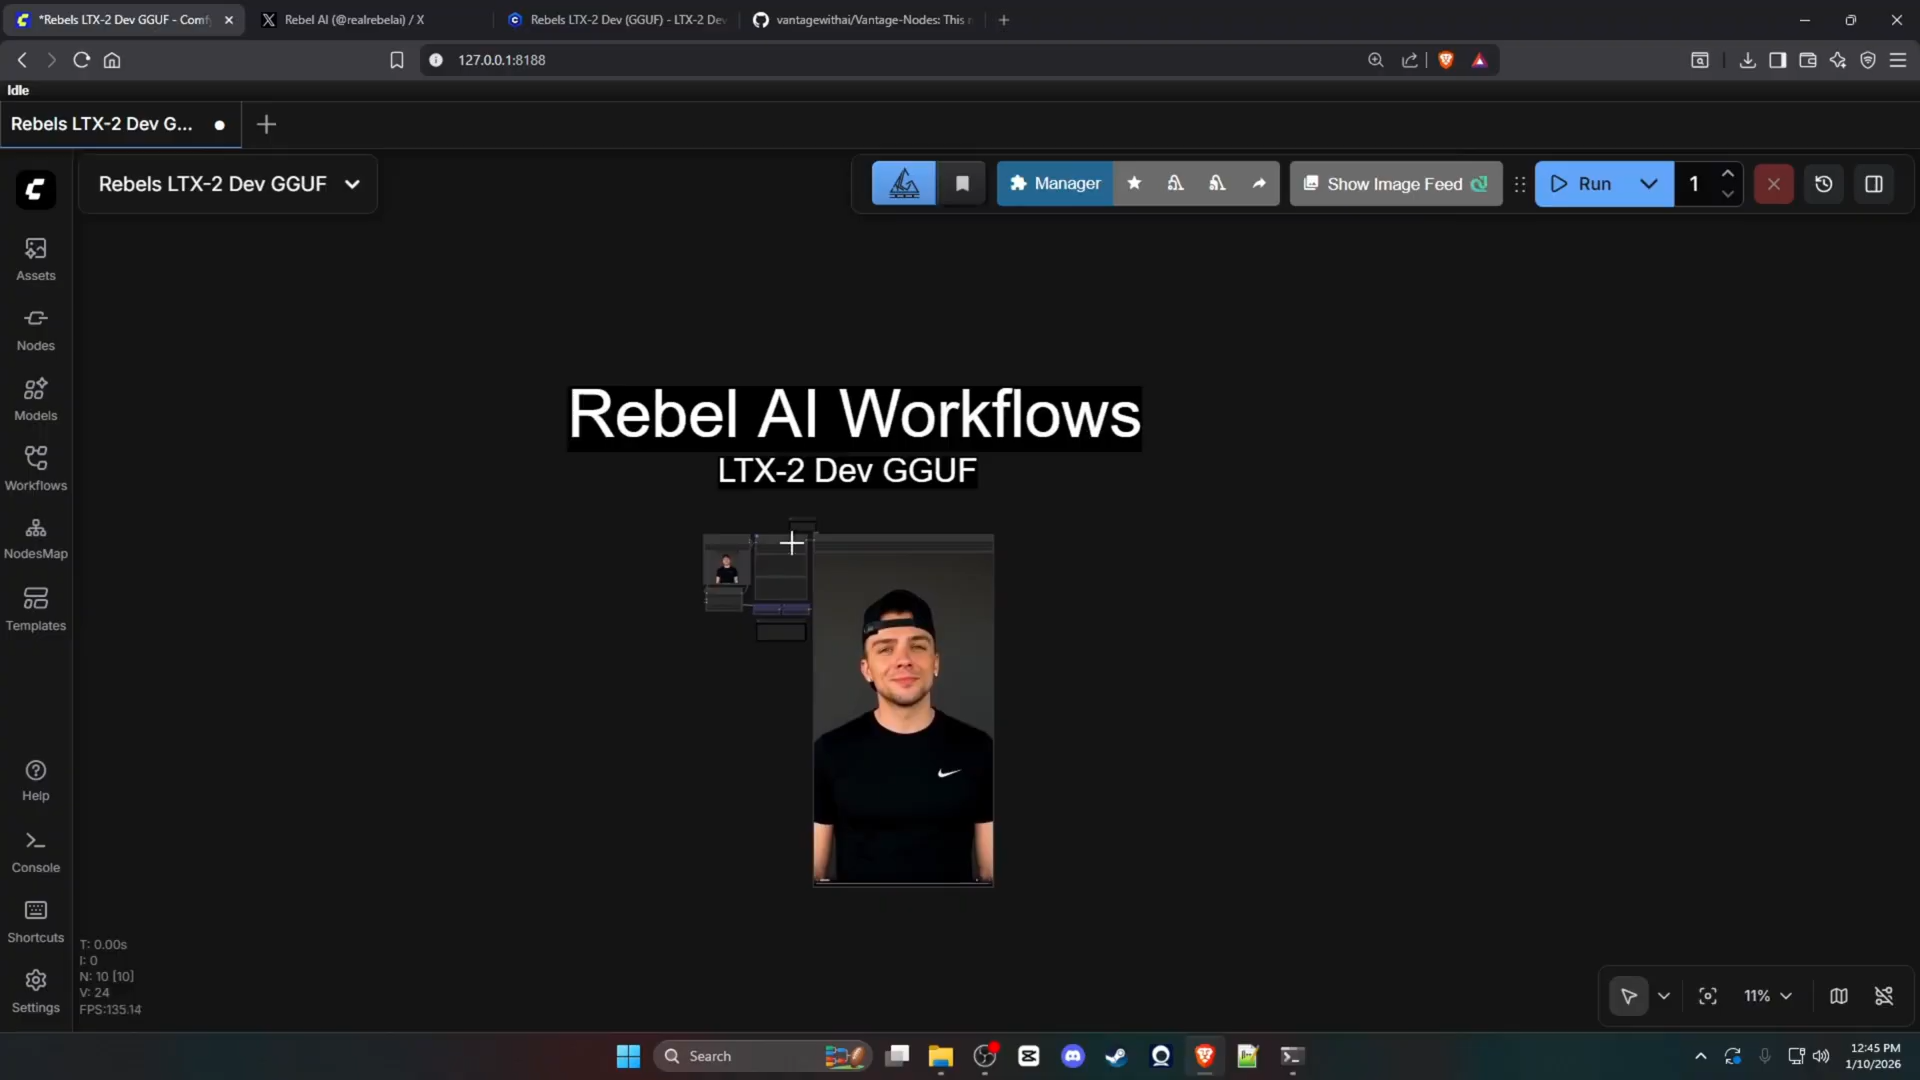 *Rebels LTX-2 Dev GGUF - Comf
Rebel AI (@realrebelai) / X
Rebels LTX-2 Dev (GGUF) - LTX-2 Dev
vantagewithai/Vantage-Nodes: This
127.0.0.1:8188
Idle
Rebels LTX-2 Dev G...
Rebels LTX-2 Dev GGUF
Manager
Show Image Feed
Run
1
Assets
Nodes
Models
Workflows
NodesMap
Templates
Help
Console
Shortcuts
Settings
Rebel AI Workflows
LTX-2 Dev GGUF
T: 0.00s
I: 0
N: 10 [10]
V: 24
FPS:135.14
11%
Search
12:45 PM
1/10/2026